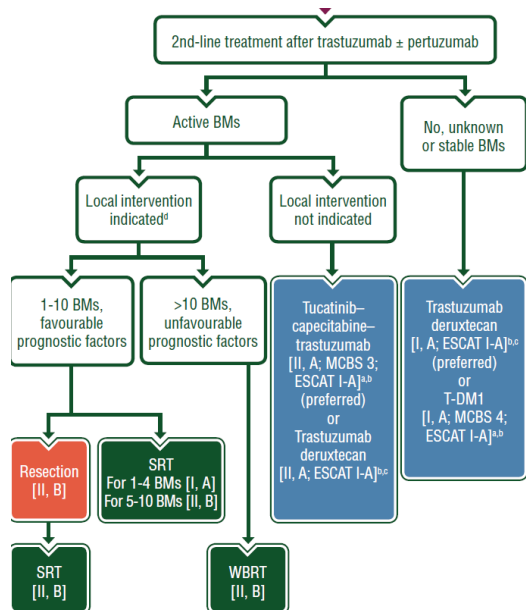 2nd-line treatment after trastuzumab ± pertuzumab
Active BMs
No, unknown
or stable BMs
Local intervention
indicatedᵈ
Local intervention
not indicated
1-10 BMs,
favourable
prognostic factors
>10 BMs,
unfavourable
prognostic factors
Tucatinib–
capecitabine–
trastuzumab
[II, A; MCBS 3;
ESCAT I-A]ᵃ,ᵇ
(preferred)
or
Trastuzumab
deruxtecan
[II, A; ESCAT I-A]ᵇ,ᶜ
Trastuzumab
deruxtecan
[I, A; ESCAT I-A]ᵇ,ᶜ
(preferred)
or
T-DM1
[I, A; MCBS 4;
ESCAT I-A]ᵃ,ᵇ
Resection
[II, B]
SRT
For 1-4 BMs [I, A]
For 5-10 BMs [II, B]
SRT
[II, B]
WBRT
[II, B]